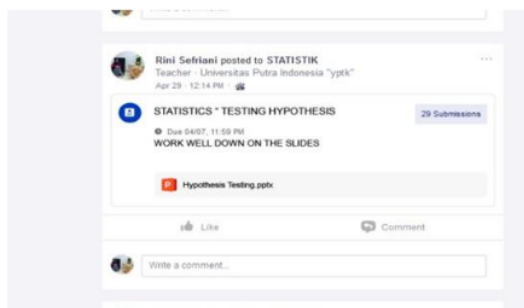 Rini Sefriani posted to STATISTIK
Teacher · Universitas Putra Indonesia "yptk"
Apr 29 · 12:14 PM ·
STATISTICS * TESTING HYPOTHESIS
29 Submissions
Due 04/07, 11:59 PM
WORK WELL DOWN ON THE SLIDES
Hypothesis Testing.pptx
Like
Comment
Write a comment...